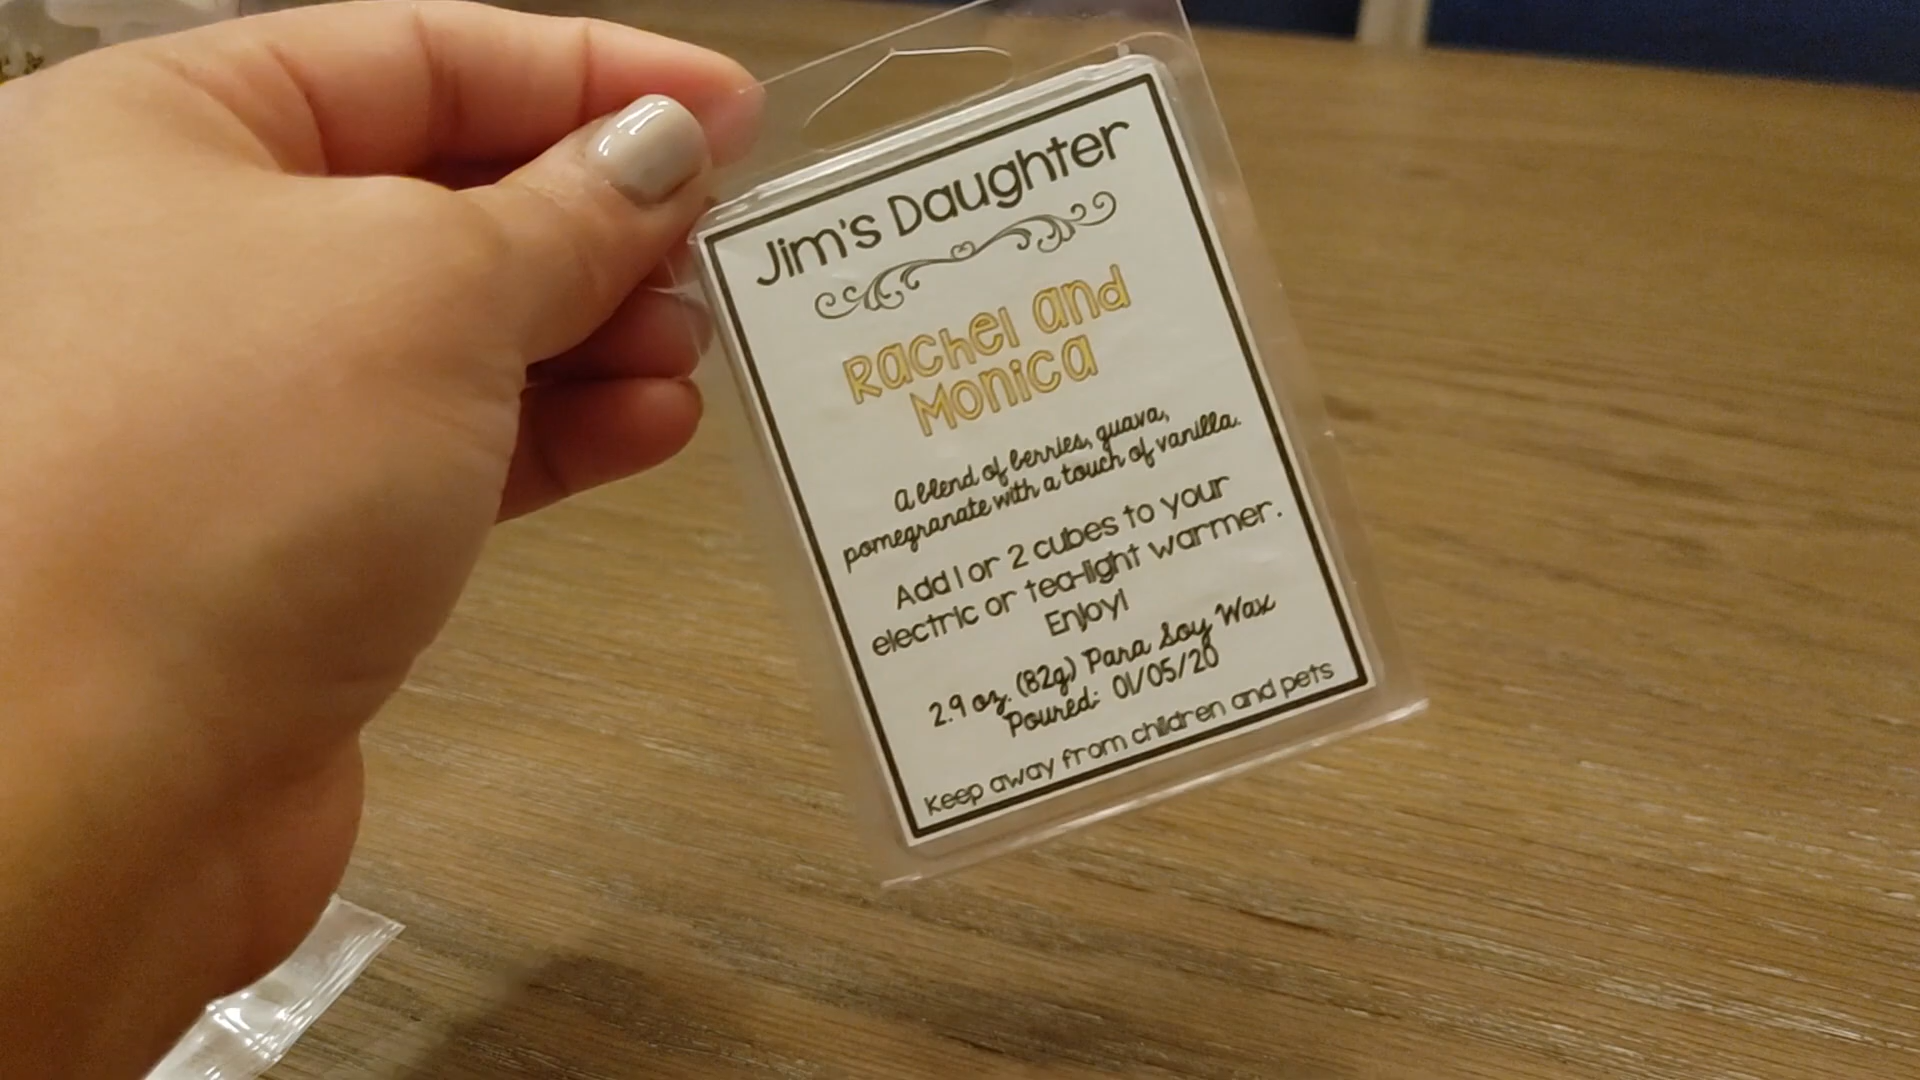 Jim's Daughter
Rachel and
Monica
A blend of berries, guava,
pomegranate with a touch of vanilla.
Add 1 or 2 cubes to your
electric or tea-light warmer.
Enjoy!
2.9 oz. (82g) Para Soy Wax
Poured: 01/05/20
Keep away from children and pets